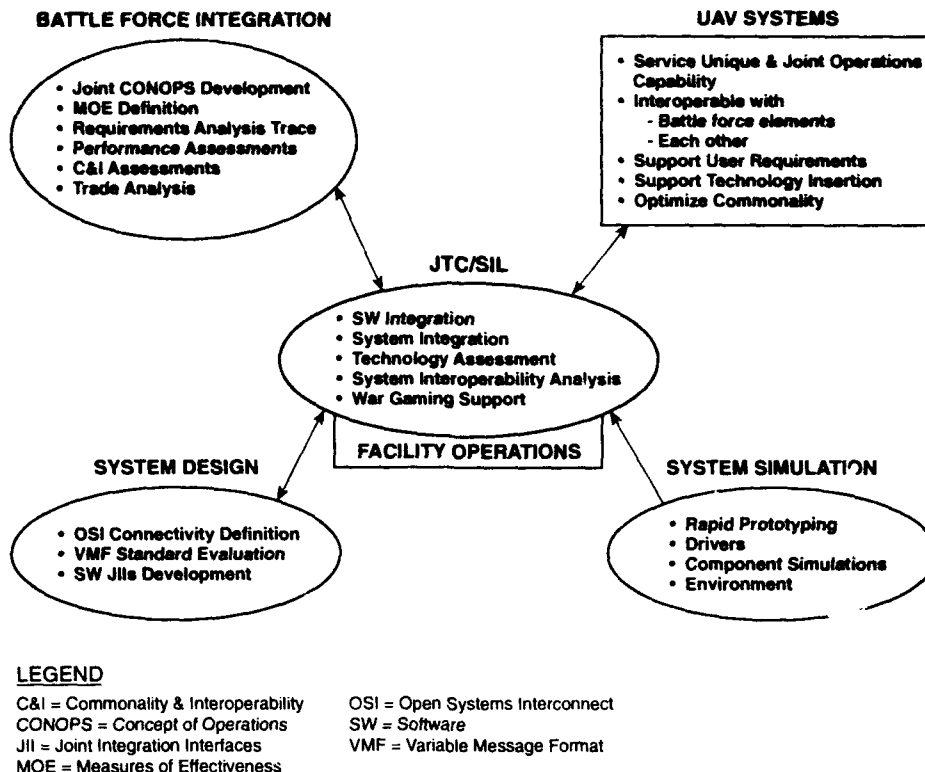 BATTLE FORCE INTEGRATION
• Joint CONOPS Development
• MOE Definition
• Requirements Analysis Trace
• Performance Assessments
• C&I Assessments
• Trade Analysis
UAV SYSTEMS
• Service Unique & Joint Operations
Capability
• Interoperable with
- Battle force elements
- Each other
• Support User Requirements
• Support Technology Insertion
• Optimize Commonality
JTC/SIL
• SW Integration
• System Integration
• Technology Assessment
• System Interoperability Analysis
• War Gaming Support
FACILITY OPERATIONS
SYSTEM DESIGN
• OSI Connectivity Definition
• VMF Standard Evaluation
• SW JIIs Development
SYSTEM SIMULATION
• Rapid Prototyping
• Drivers
• Component Simulations
• Environment
LEGEND
C&I = Commonality & Interoperability
CONOPS = Concept of Operations
JII = Joint Integration Interfaces
MOE = Measures of Effectiveness
OSI = Open Systems Interconnect
SW = Software
VMF = Variable Message Format